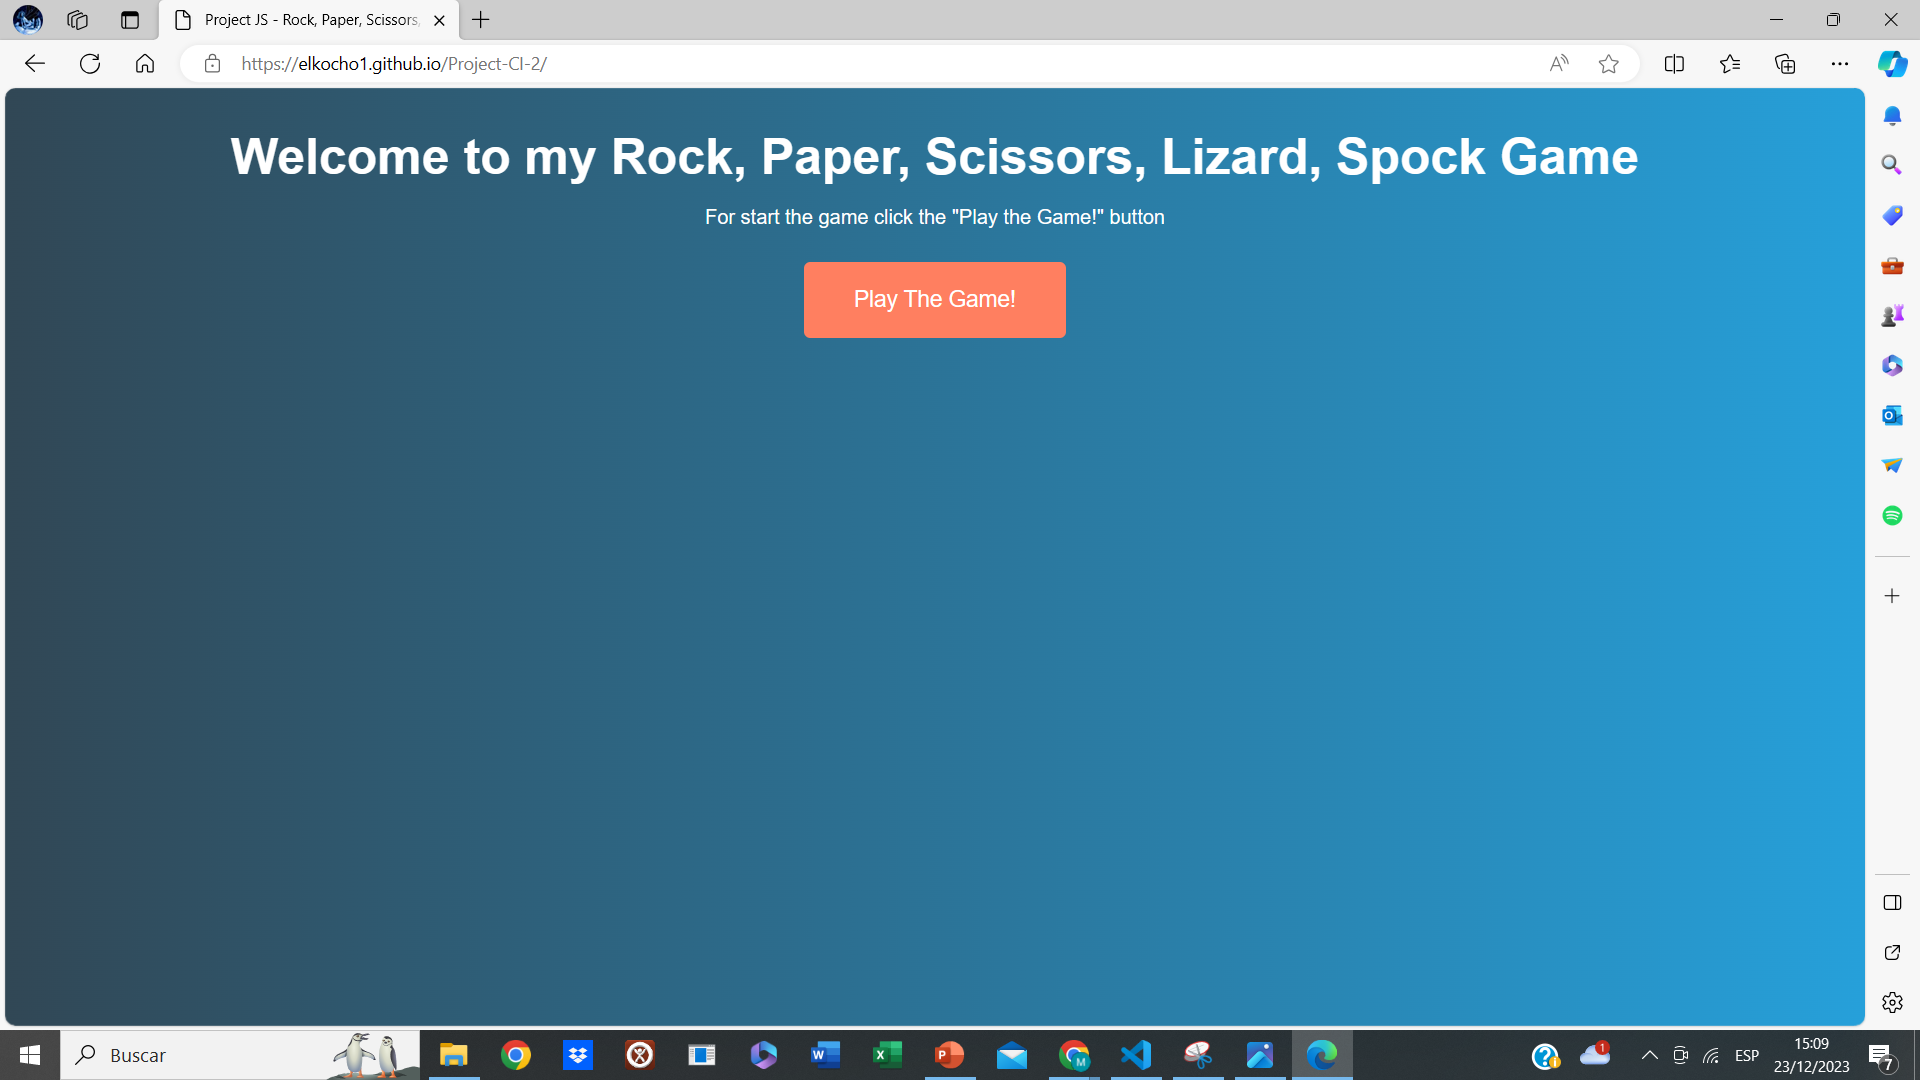 Project JS - Rock, Paper, Scissors,
https://elkocho1.github.io/Project-CI-2/
Welcome to my Rock, Paper, Scissors, Lizard, Spock Game
For start the game click the "Play the Game!" button
Play The Game!
Buscar
W
X
P
M
1
ESP
15:09
23/12/2023
7